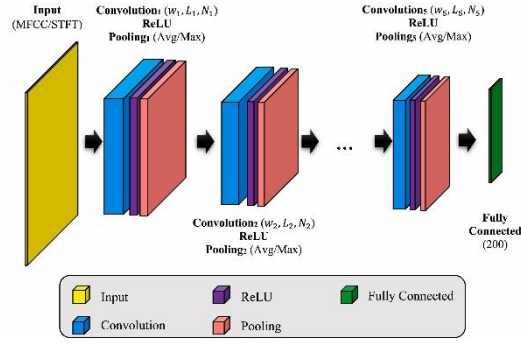 Input
(MFCC/STFT)
Convolution₁ (w₁, L₁, N₁)
ReLU
Pooling₁ (Avg/Max)
Convolution₂ (w₂, L₂, N₂)
ReLU
Pooling₂ (Avg/Max)
...
Convolution₅ (w₅, L₅, N₅)
ReLU
Pooling₅ (Avg/Max)
Fully
Connected
(200)
Input
ReLU
Fully Connected
Convolution
Pooling